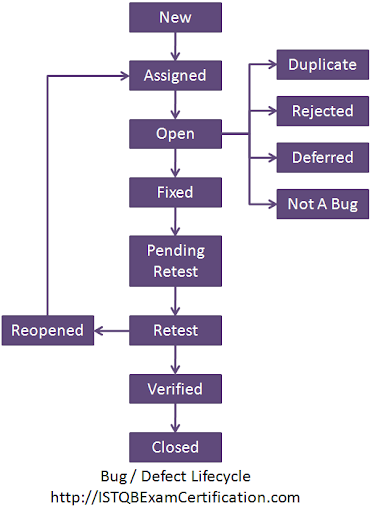 New
Assigned
Open
Duplicate
Rejected
Deferred
Not A Bug
Fixed
Pending
Retest
Reopened
Retest
Verified
Closed
Bug / Defect Lifecycle
http://ISTQBExamCertification.com